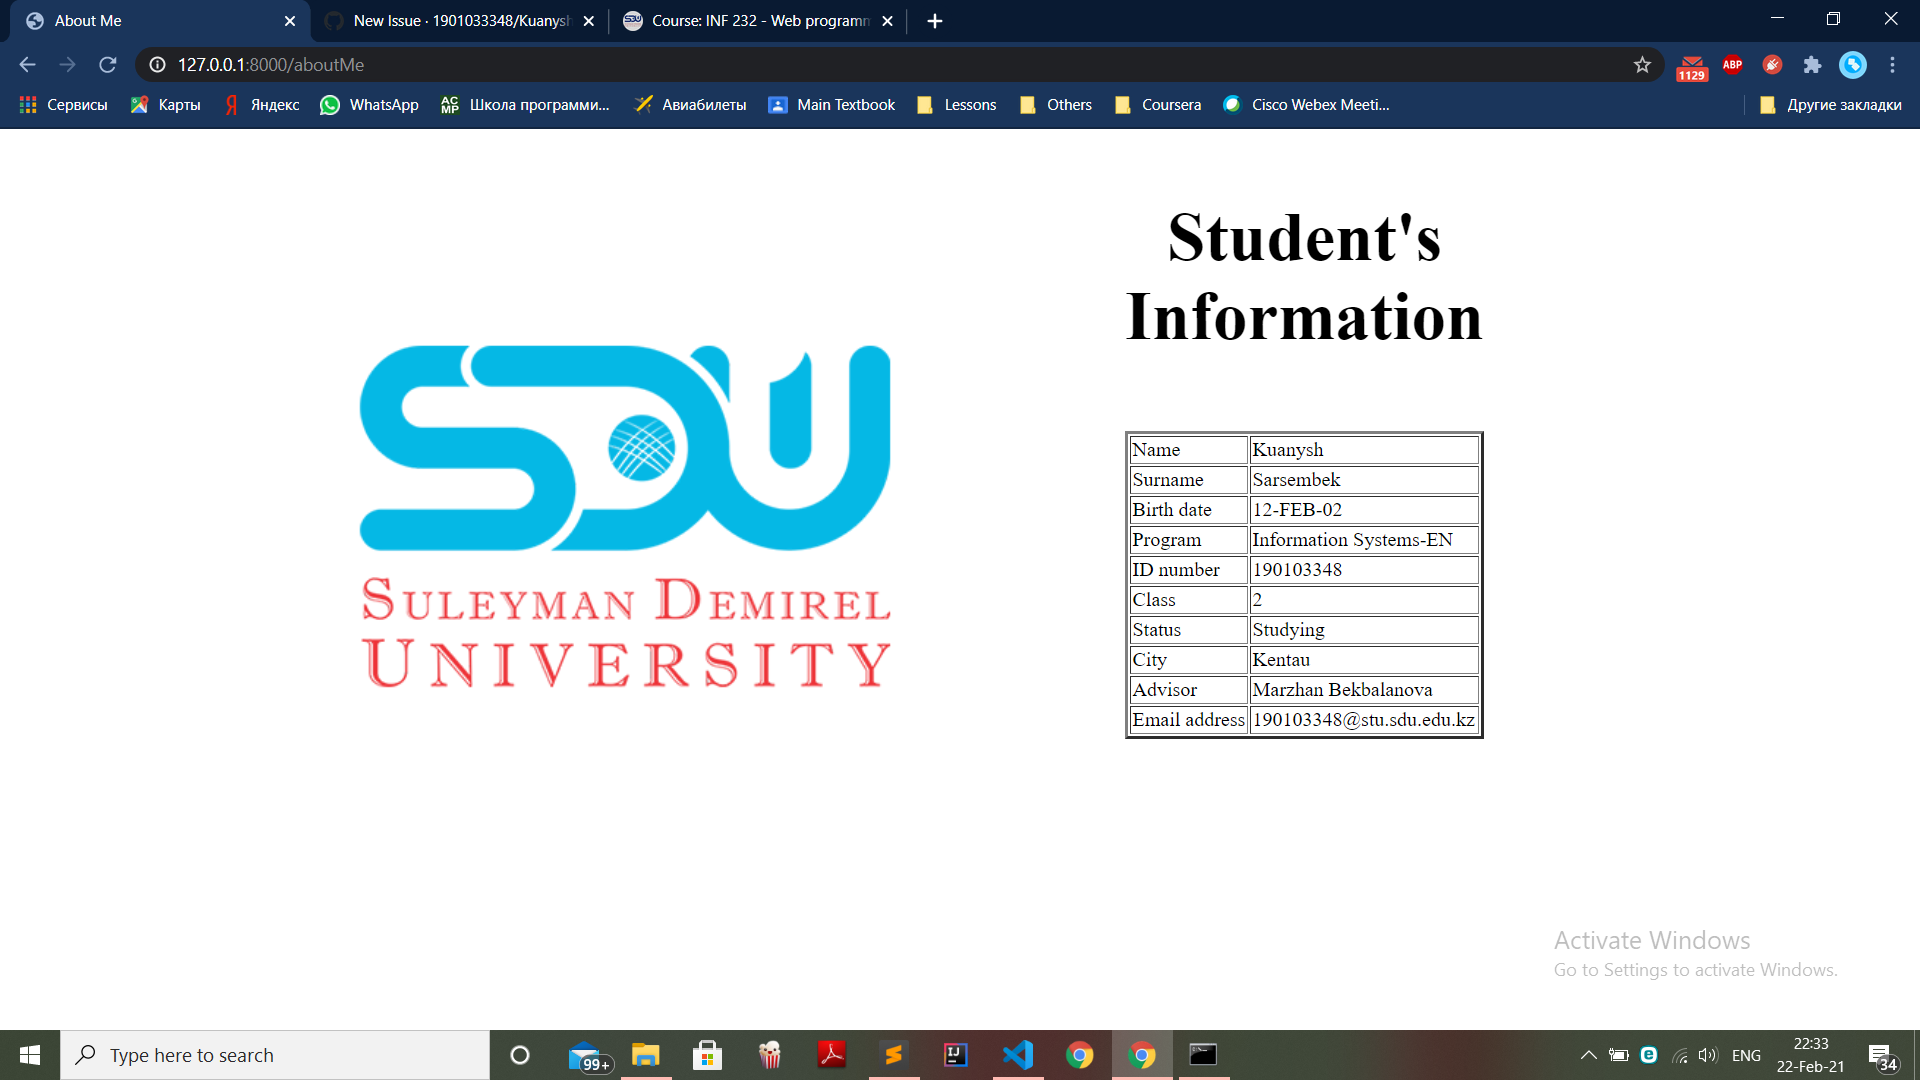 About Me
New Issue · 1901033348/Kuanysh
Course: INF 232 - Web programm
127.0.0.1:8000/aboutMe
1129
ABP
Сервисы
Карты
Яндекс
WhatsApp
AC MP
Школа программи...
Авиабилеты
Main Textbook
Lessons
Others
Coursera
Cisco Webex Meeti...
Другие закладки
Student's
Information
SDU
SULEYMAN DEMIREL
UNIVERSITY
Name Kuanysh
Surname Sarsembek
Birth date 12-FEB-02
Program Information Systems-EN
ID number 190103348
Class 2
Status Studying
City Kentau
Advisor Marzhan Bekbalanova
Email address 190103348@stu.sdu.edu.kz
Activate Windows
Go to Settings to activate Windows.
Type here to search
99+
IJ
ENG
22:33
22-Feb-21
34